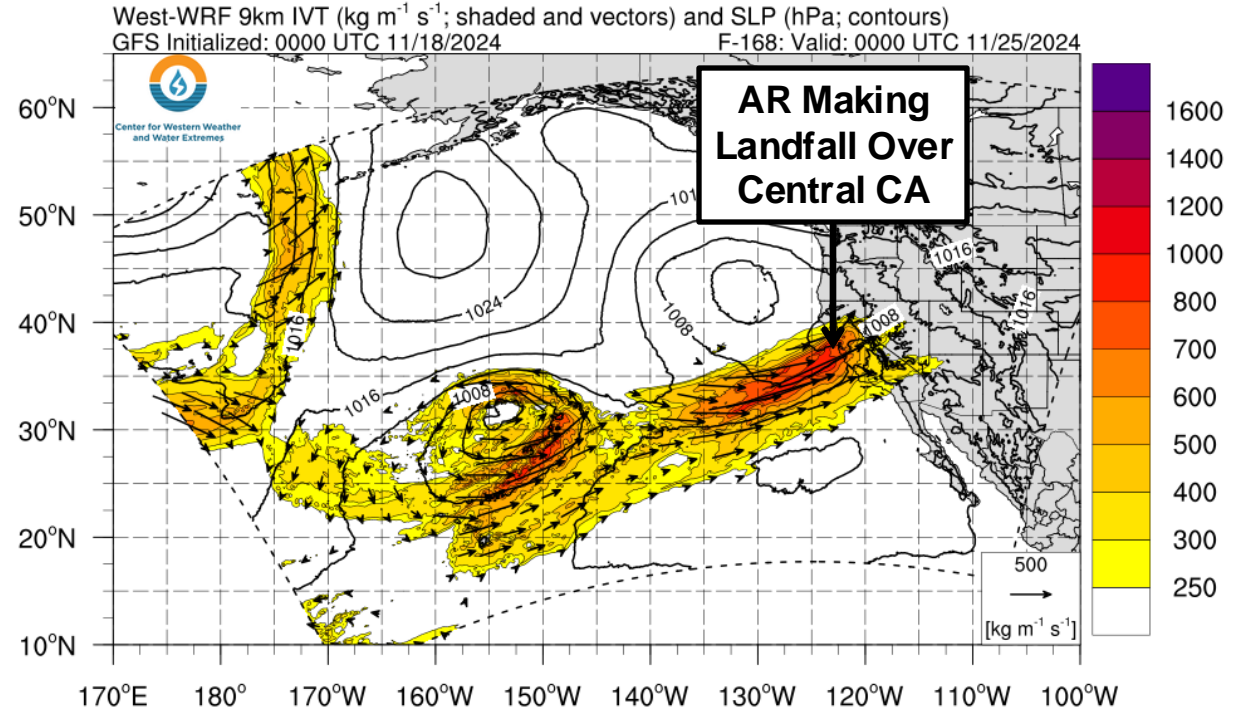 West-WRF 9km IVT (kg m⁻¹ s⁻¹; shaded and vectors) and SLP (hPa; contours)
GFS Initialized: 0000 UTC 11/18/2024
F-168: Valid: 0000 UTC 11/25/2024
Center for Western Weather
and Water Extremes
AR Making
Landfall Over
Central CA
60°N
50°N
40°N
30°N
20°N
10°N
1016
1024
1008
1016
1016
1008
1008
1016
500
[kg m⁻¹ s⁻¹]
170°E
180°
170°W
160°W
150°W
140°W
130°W
120°W
110°W
100°W
1600
1400
1200
1000
800
700
600
500
400
300
250